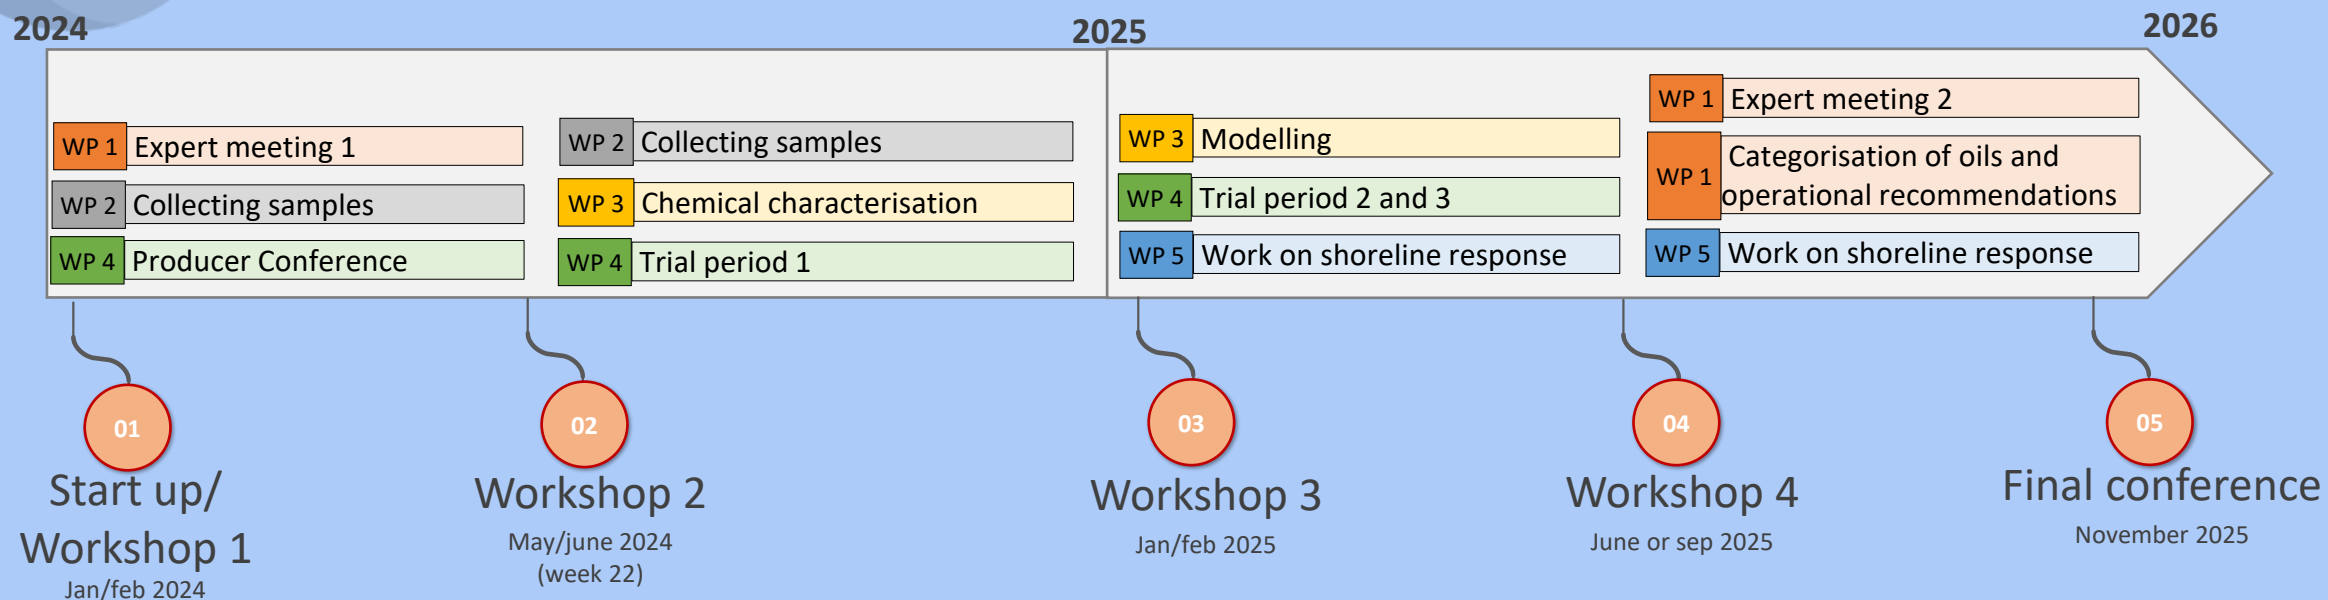 2024
2025
2026
WP 1 Expert meeting 1
WP 2 Collecting samples
WP 4 Producer Conference
WP 2 Collecting samples
WP 3 Chemical characterisation
WP 4 Trial period 1
WP 3 Modelling
WP 4 Trial period 2 and 3
WP 5 Work on shoreline response
WP 1 Expert meeting 2
WP 1 Categorisation of oils and
operational recommendations
WP 5 Work on shoreline response
01
Start up/
Workshop 1
Jan/feb 2024
02
Workshop 2
May/june 2024
(week 22)
03
Workshop 3
Jan/feb 2025
04
Workshop 4
June or sep 2025
05
Final conference
November 2025